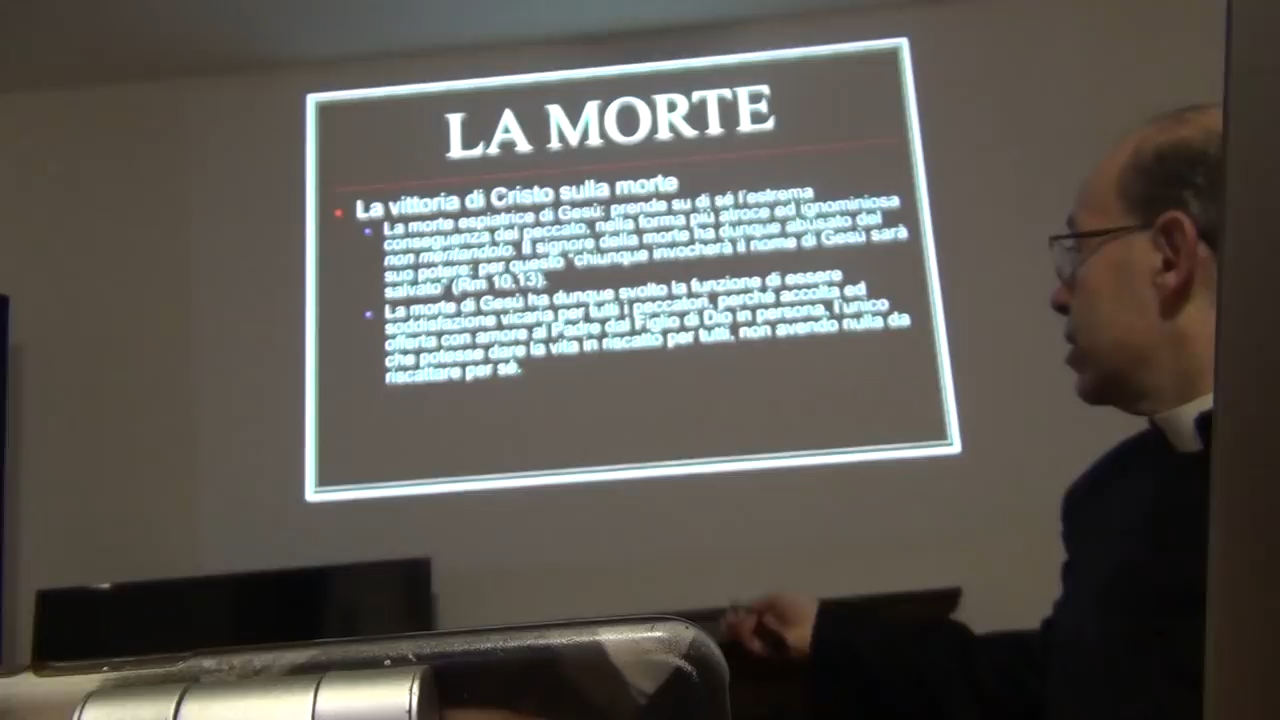 LA MORTE
La vittoria di Cristo sulla morte
La morte espiatrice di Gesù: prende su di sé l'estrema
conseguenza del peccato, nella forma più atroce ed ignominiosa
non meritandolo. Il signore della morte ha dunque abusato del
suo potere: per questo "chiunque invocherà il nome di Gesù sarà
salvato" (Rm 10,13).
La morte di Gesù ha dunque svolto la funzione di essere
soddisfazione vicaria per tutti i peccatori, perché accolta ed
offerta con amore al Padre dal Figlio di Dio in persona, l'unico
che potesse dare la vita in riscatto per tutti, non avendo nulla da
riscattare per sé.